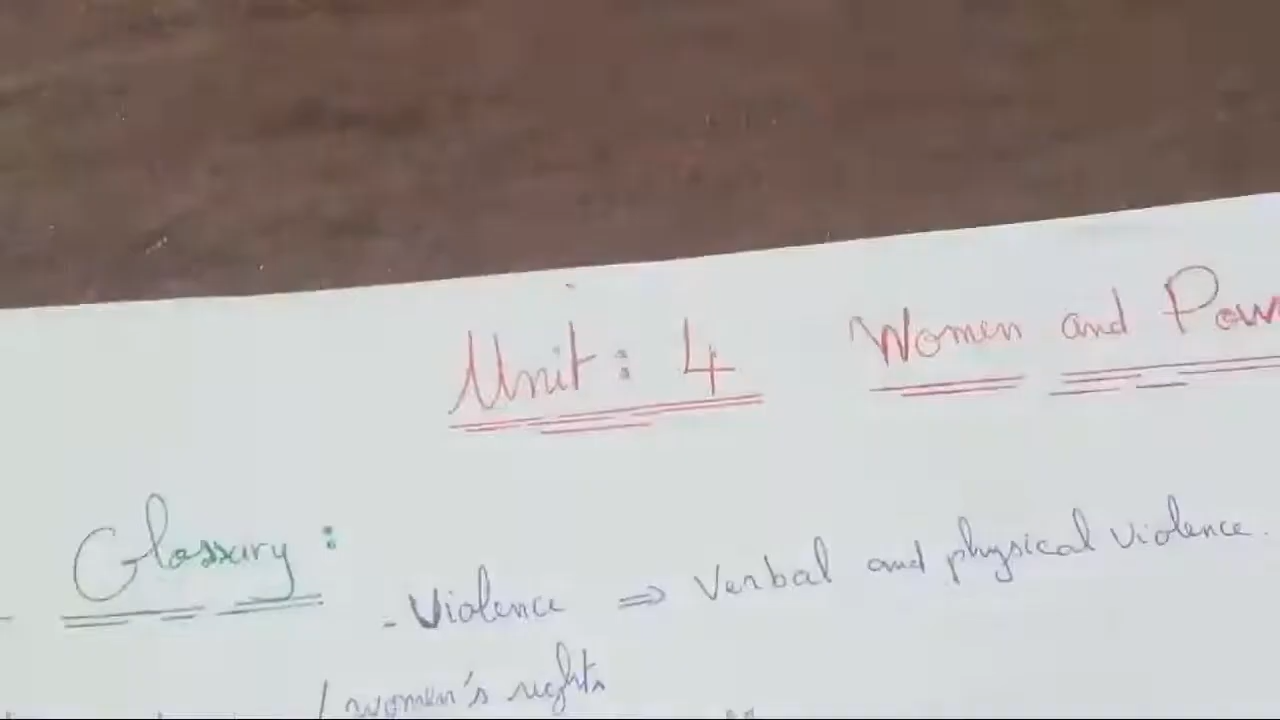 Unit: 4 Women and Pow
Glossary:
- Violence ⇒ Verbal and physical violence.
/ women's rights